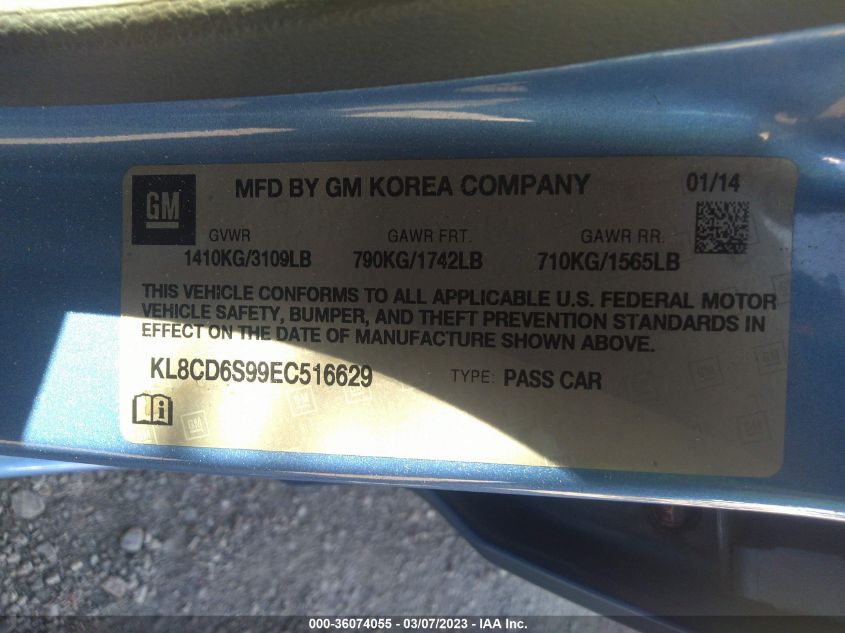 MFD BY GM KOREA COMPANY 01/14
GM
GVWR GAWR FRT. GAWR RR.
1410KG/3109LB 790KG/1742LB 710KG/1565LB
THIS VEHICLE CONFORMS TO ALL APPLICABLE U.S. FEDERAL MOTOR
VEHICLE SAFETY, BUMPER, AND THEFT PREVENTION STANDARDS IN
EFFECT ON THE DATE OF MANUFACTURE SHOWN ABOVE.
KL8CD6S99EC516629 TYPE: PASS CAR
000-36074055 — 03/07/2023 — IAA Inc.